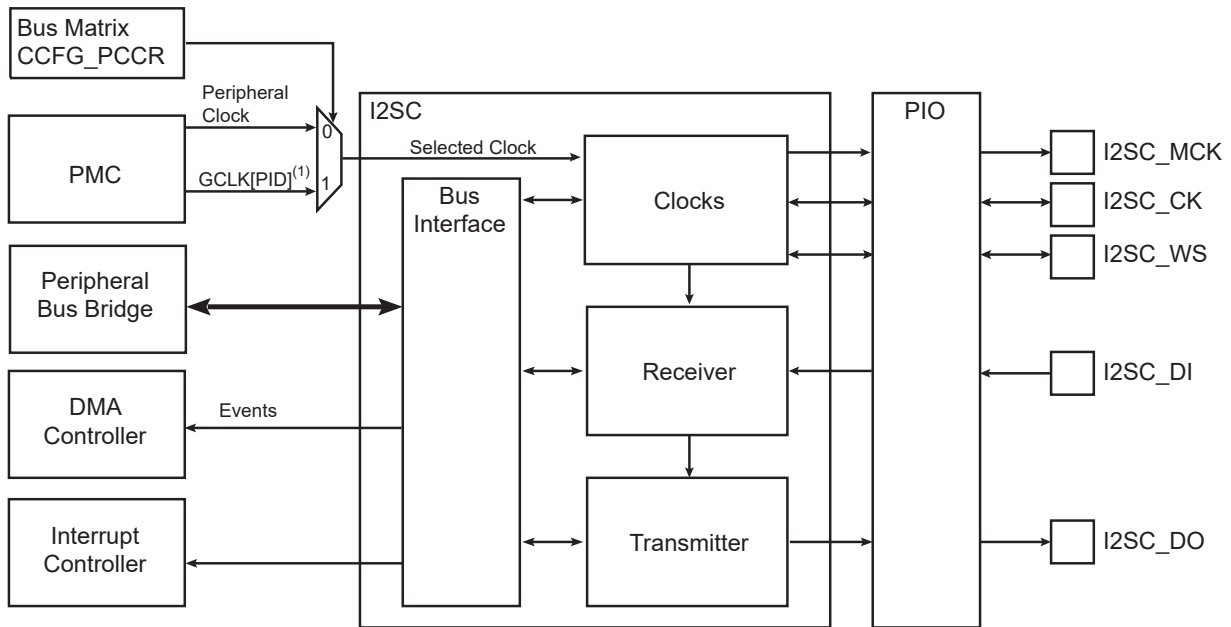 Bus Matrix
CCFG_PCCR
Peripheral
Clock
PMC
GCLK[PID](1)
0
1
I2SC
Selected Clock
Bus
Interface
Clocks
PIO
I2SC_MCK
I2SC_CK
I2SC_WS
Peripheral
Bus Bridge
Receiver
I2SC_DI
DMA
Controller
Events
Interrupt
Controller
Transmitter
I2SC_DO